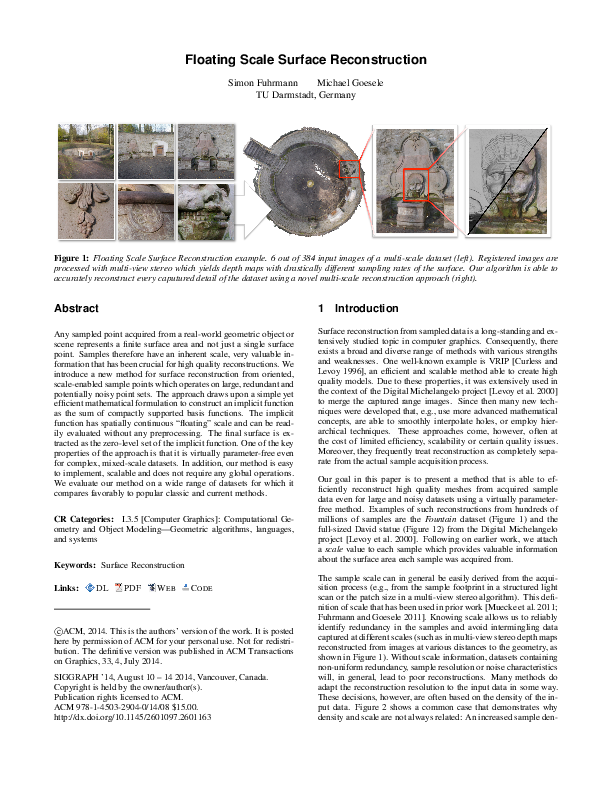 Floating Scale Surface Reconstruction
Simon Fuhrmann Michael Goesele
TU Darmstadt, Germany
Figure 1: Floating Scale Surface Reconstruction example. 6 out of 384 input images of a multi-scale dataset (left). Registered images are
processed with multi-view stereo which yields depth maps with drastically different sampling rates of the surface. Our algorithm is able to
accurately reconstruct every caputured detail of the dataset using a novel multi-scale reconstruction approach (right).
Abstract
Any sampled point acquired from a real-world geometric object or
scene represents a finite surface area and not just a single surface
point. Samples therefore have an inherent scale, very valuable in-
formation that has been crucial for high quality reconstructions. We
introduce a new method for surface reconstruction from oriented,
scale-enabled sample points which operates on large, redundant and
potentially noisy point sets. The approach draws upon a simple yet
efficient mathematical formulation to construct an implicit function
as the sum of compactly supported basis functions. The implicit
function has spatially continuous “floating” scale and can be read-
ily evaluated without any preprocessing. The final surface is ex-
tracted as the zero-level set of the implicit function. One of the key
properties of the approach is that it is virtually parameter-free even
for complex, mixed-scale datasets. In addition, our method is easy
to implement, scalable and does not require any global operations.
We evaluate our method on a wide range of datasets for which it
compares favorably to popular classic and current methods.
CR Categories: I.3.5 [Computer Graphics]: Computational Ge-
ometry and Object Modeling—Geometric algorithms, languages,
and systems
Keywords: Surface Reconstruction
Links: DL PDF WEB CODE
©ACM, 2014. This is the authors’ version of the work. It is posted
here by permission of ACM for your personal use. Not for redistri-
bution. The definitive version was published in ACM Transactions
on Graphics, 33, 4, July 2014.
SIGGRAPH ’14, August 10 – 14 2014, Vancouver, Canada.
Copyright is held by the owner/author(s).
Publication rights licensed to ACM.
ACM 978-1-4503-2904-0/14/08 $15.00.
http://dx.doi.org/10.1145/2601097.2601163
1 Introduction
Surface reconstruction from sampled data is a long-standing and ex-
tensively studied topic in computer graphics. Consequently, there
exists a broad and diverse range of methods with various strengths
and weaknesses. One well-known example is VRIP [Curless and
Levoy 1996], an efficient and scalable method able to create high
quality models. Due to these properties, it was extensively used in
the context of the Digital Michelangelo project [Levoy et al. 2000]
to merge the captured range images. Since then many new tech-
niques were developed that, e.g., use more advanced mathematical
concepts, are able to smoothly interpolate holes, or employ hier-
archical techniques. These approaches come, however, often at
the cost of limited efficiency, scalability or certain quality issues.
Moreover, they frequently treat reconstruction as completely sepa-
rate from the actual sample acquisition process.
Our goal in this paper is to present a method that is able to ef-
ficiently reconstruct high quality meshes from acquired sample
data even for large and noisy datasets using a virtually parameter-
free method. Examples of such reconstructions from hundreds of
millions of samples are the Fountain dataset (Figure 1) and the
full-sized David statue (Figure 12) from the Digital Michelangelo
project [Levoy et al. 2000]. Following on earlier work, we attach
a scale value to each sample which provides valuable information
about the surface area each sample was acquired from.
The sample scale can in general be easily derived from the acqui-
sition process (e.g., from the sample footprint in a structured light
scan or the patch size in a multi-view stereo algorithm). This defi-
nition of scale that has been used in prior work [Muecke et al. 2011;
Fuhrmann and Goesele 2011]. Knowing scale allows us to reliably
identify redundancy in the samples and avoid intermingling data
captured at different scales (such as in multi-view stereo depth maps
reconstructed from images at various distances to the geometry, as
shown in Figure 1). Without scale information, datasets containing
non-uniform redundancy, sample resolution or noise characteristics
will, in general, lead to poor reconstructions. Many methods do
adapt the reconstruction resolution to the input data in some way.
These decisions, however, are often based on the density of the in-
put data. Figure 2 shows a common case that demonstrates why
density and scale are not always related: An increased sample den-